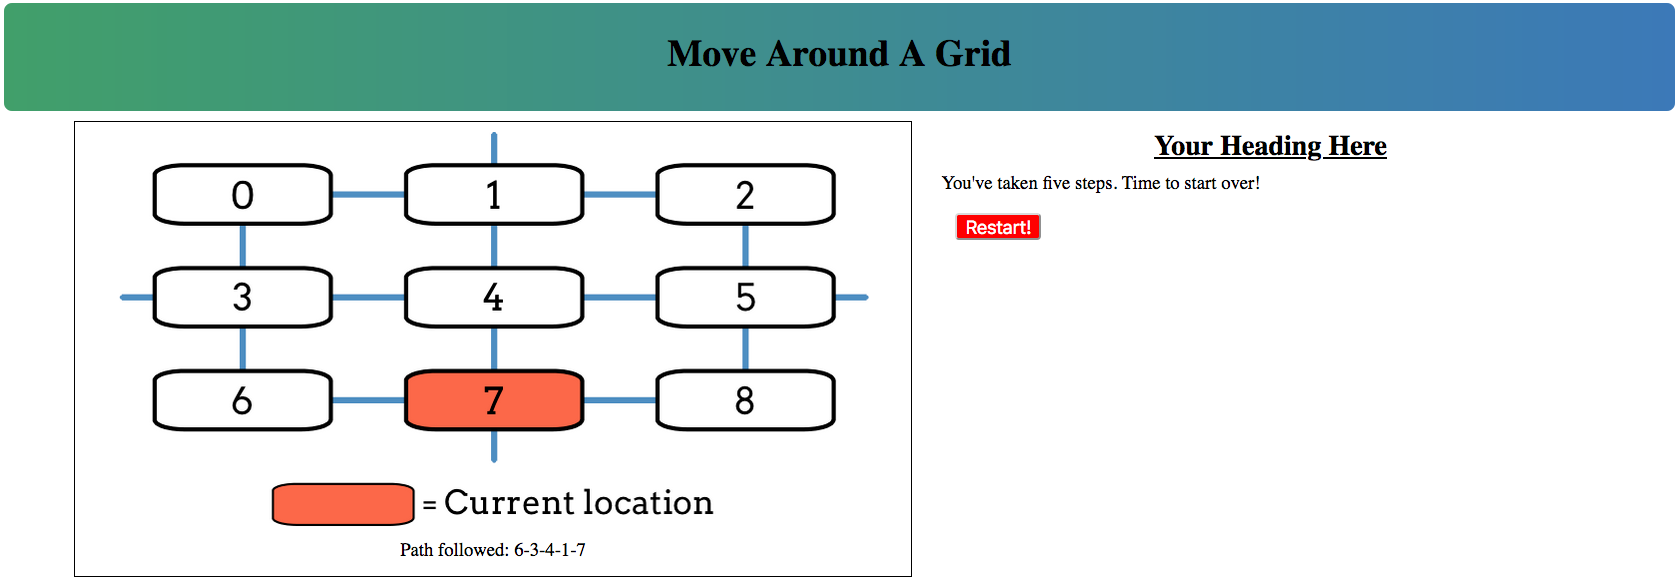 Move Around A Grid
0 1 2
3 4 5
6 7 8
= Current location
Path followed: 6-3-4-1-7
Your Heading Here
You've taken five steps. Time to start over!
Restart!